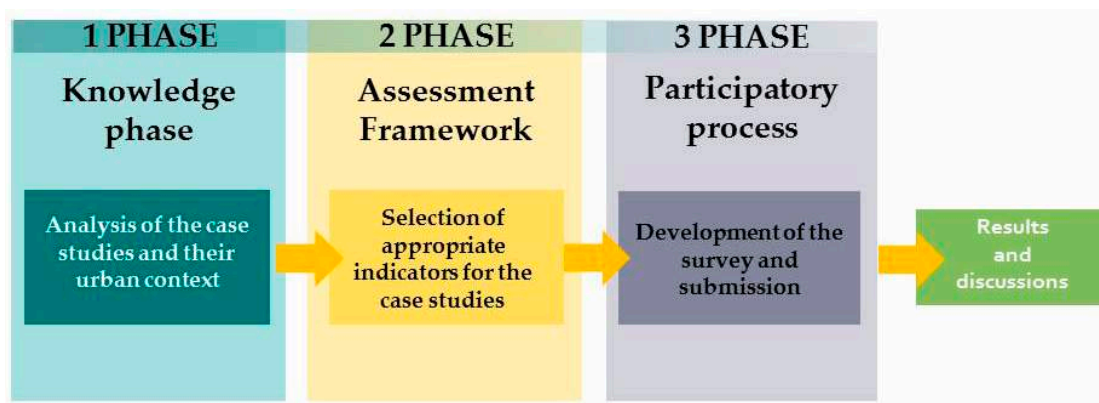 1 PHASE
Knowledge
phase
Analysis of the case
studies and their
urban context
2 PHASE
Assessment
Framework
Selection of
appropriate
indicators for the
case studies
3 PHASE
Participatory
process
Development of the
survey and
submission
Results
and
discussions